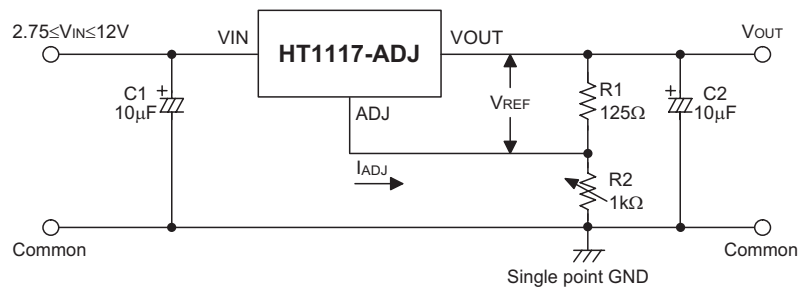 2.75≤VIN≤12V
VIN
HT1117-ADJ
VOUT
VOUT
C1
+
10μF
ADJ
VREF
R1
125Ω
+
C2
10μF
IADJ
R2
1kΩ
Common
Common
Single point GND